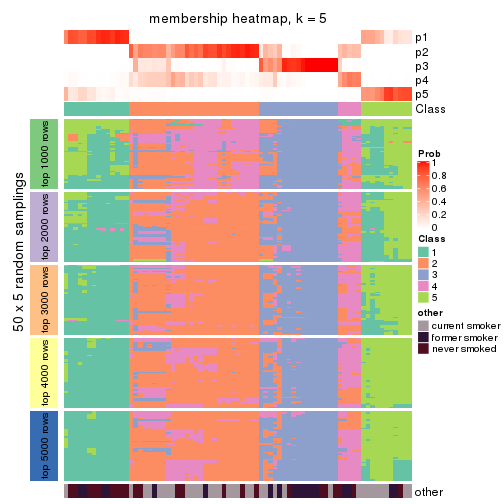 membership heatmap, k = 5
p1
p2
p3
p4
p5
Class
50 x 5 random samplings
top 1000 rows
top 2000 rows
top 3000 rows
top 4000 rows
top 5000 rows
other
Prob
1
0.8
0.6
0.4
0.2
0
Class
1
2
3
4
5
other
current smoker
former smoker
never smoked